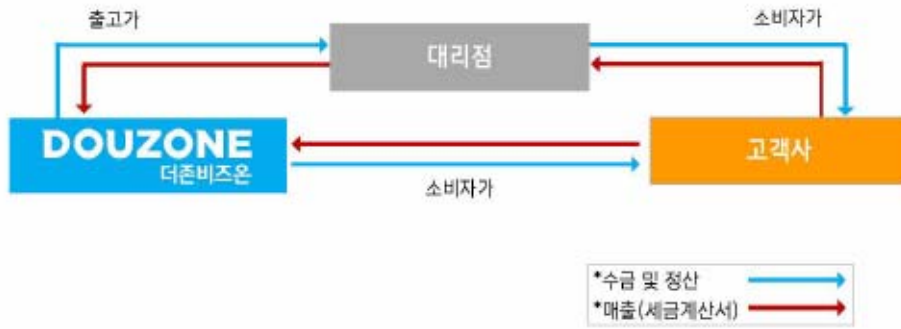 출고가
소비자가
대리점
DOUZONE
더존비즈온
고객사
소비자가
*수금 및 정산
*매출(세금계산서)